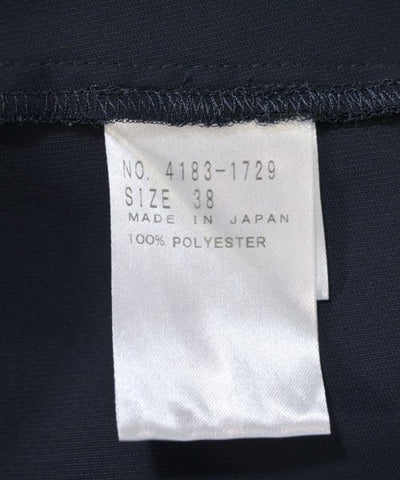 NO. 4183-1729
SIZE 38
MADE IN JAPAN
100% POLYESTER